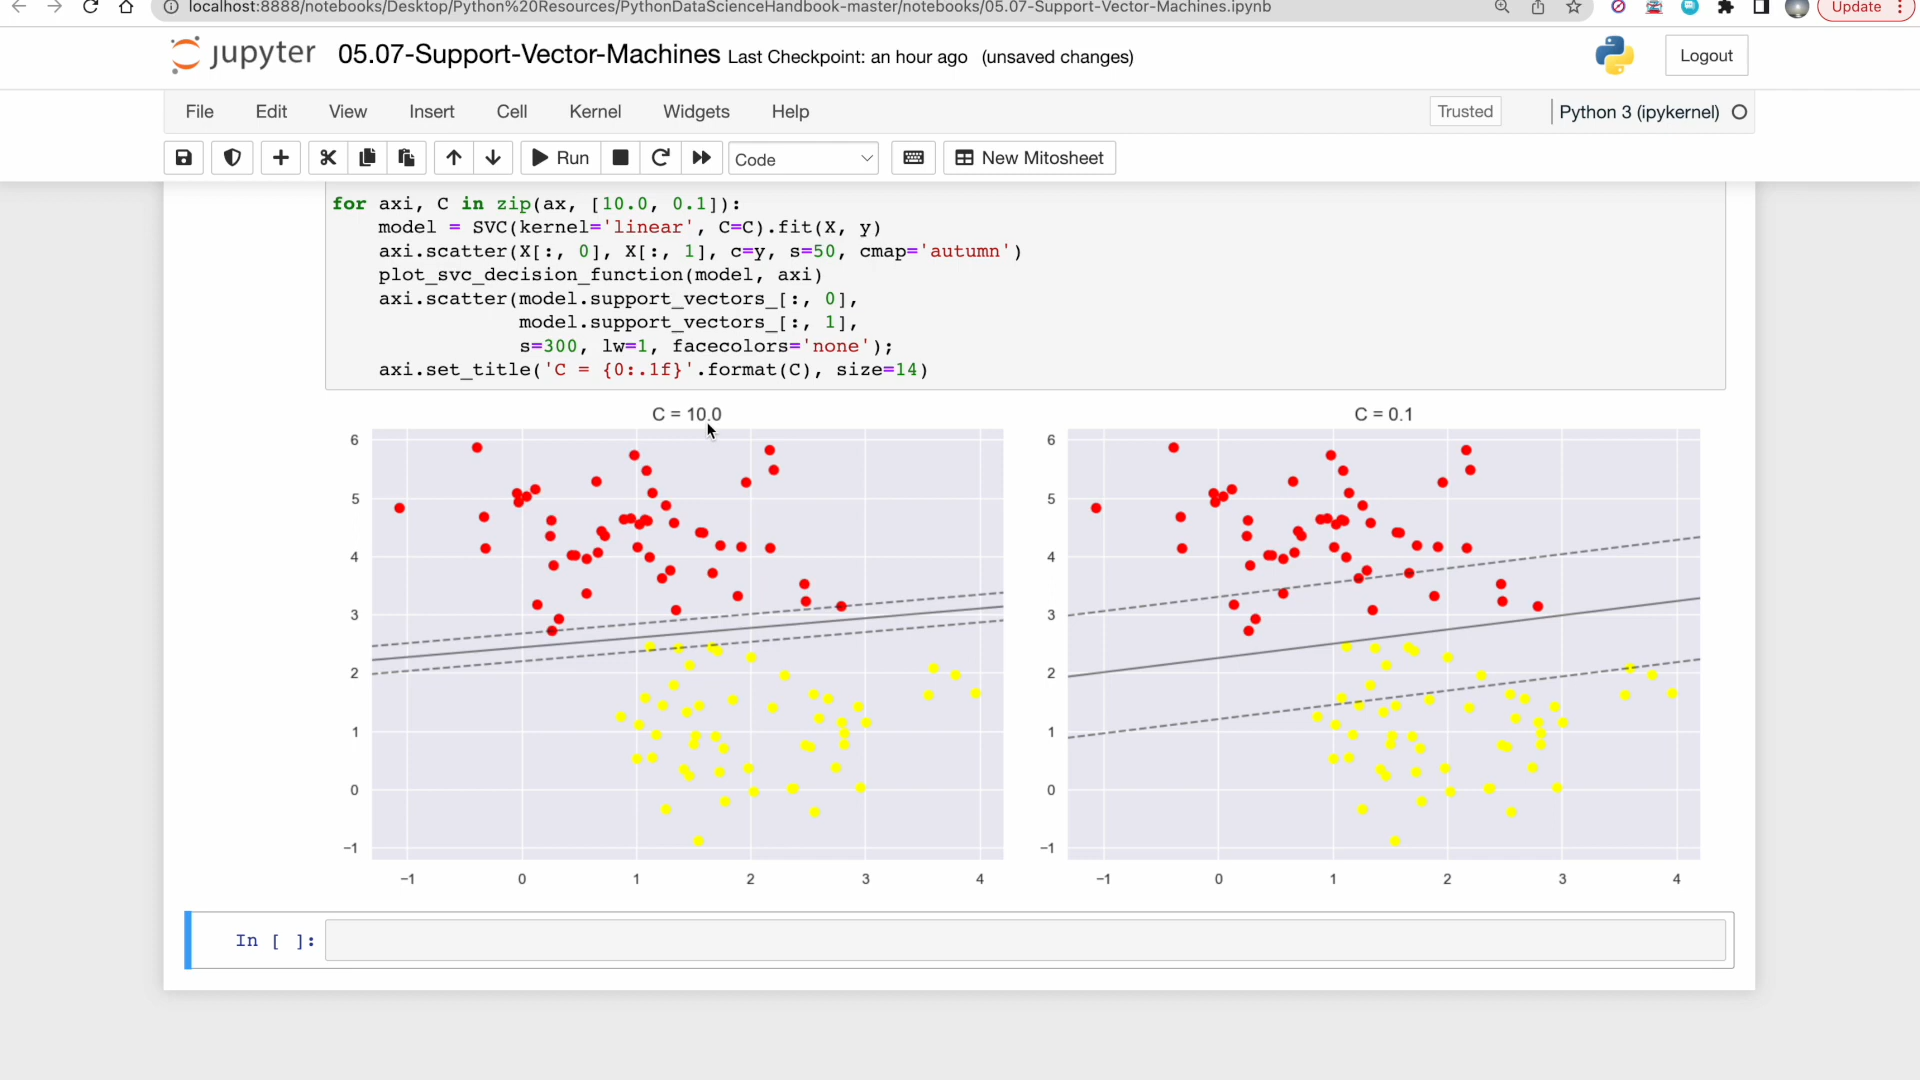 localhost:8888/notebooks/Desktop/Python%20Resources/PythonDataScienceHandbook-master/notebooks/05.07-Support-Vector-Machines.ipynb
Update
jupyter 05.07-Support-Vector-Machines Last Checkpoint: an hour ago (unsaved changes)
Logout
File Edit View Insert Cell Kernel Widgets Help
Trusted Python 3 (ipykernel)
Run Code New Mitosheet
for axi, C in zip(ax, [10.0, 0.1]):
    model = SVC(kernel='linear', C=C).fit(X, y)
    axi.scatter(X[:, 0], X[:, 1], c=y, s=50, cmap='autumn')
    plot_svc_decision_function(model, axi)
    axi.scatter(model.support_vectors_[:, 0],
                model.support_vectors_[:, 1],
                s=300, lw=1, facecolors='none');
    axi.set_title('C = {0:.1f}'.format(C), size=14)
C = 10.0
6
5
4
3
2
1
0
−1
−1 0 1 2 3 4
C = 0.1
6
5
4
3
2
1
0
−1
−1 0 1 2 3 4
In [ ]: